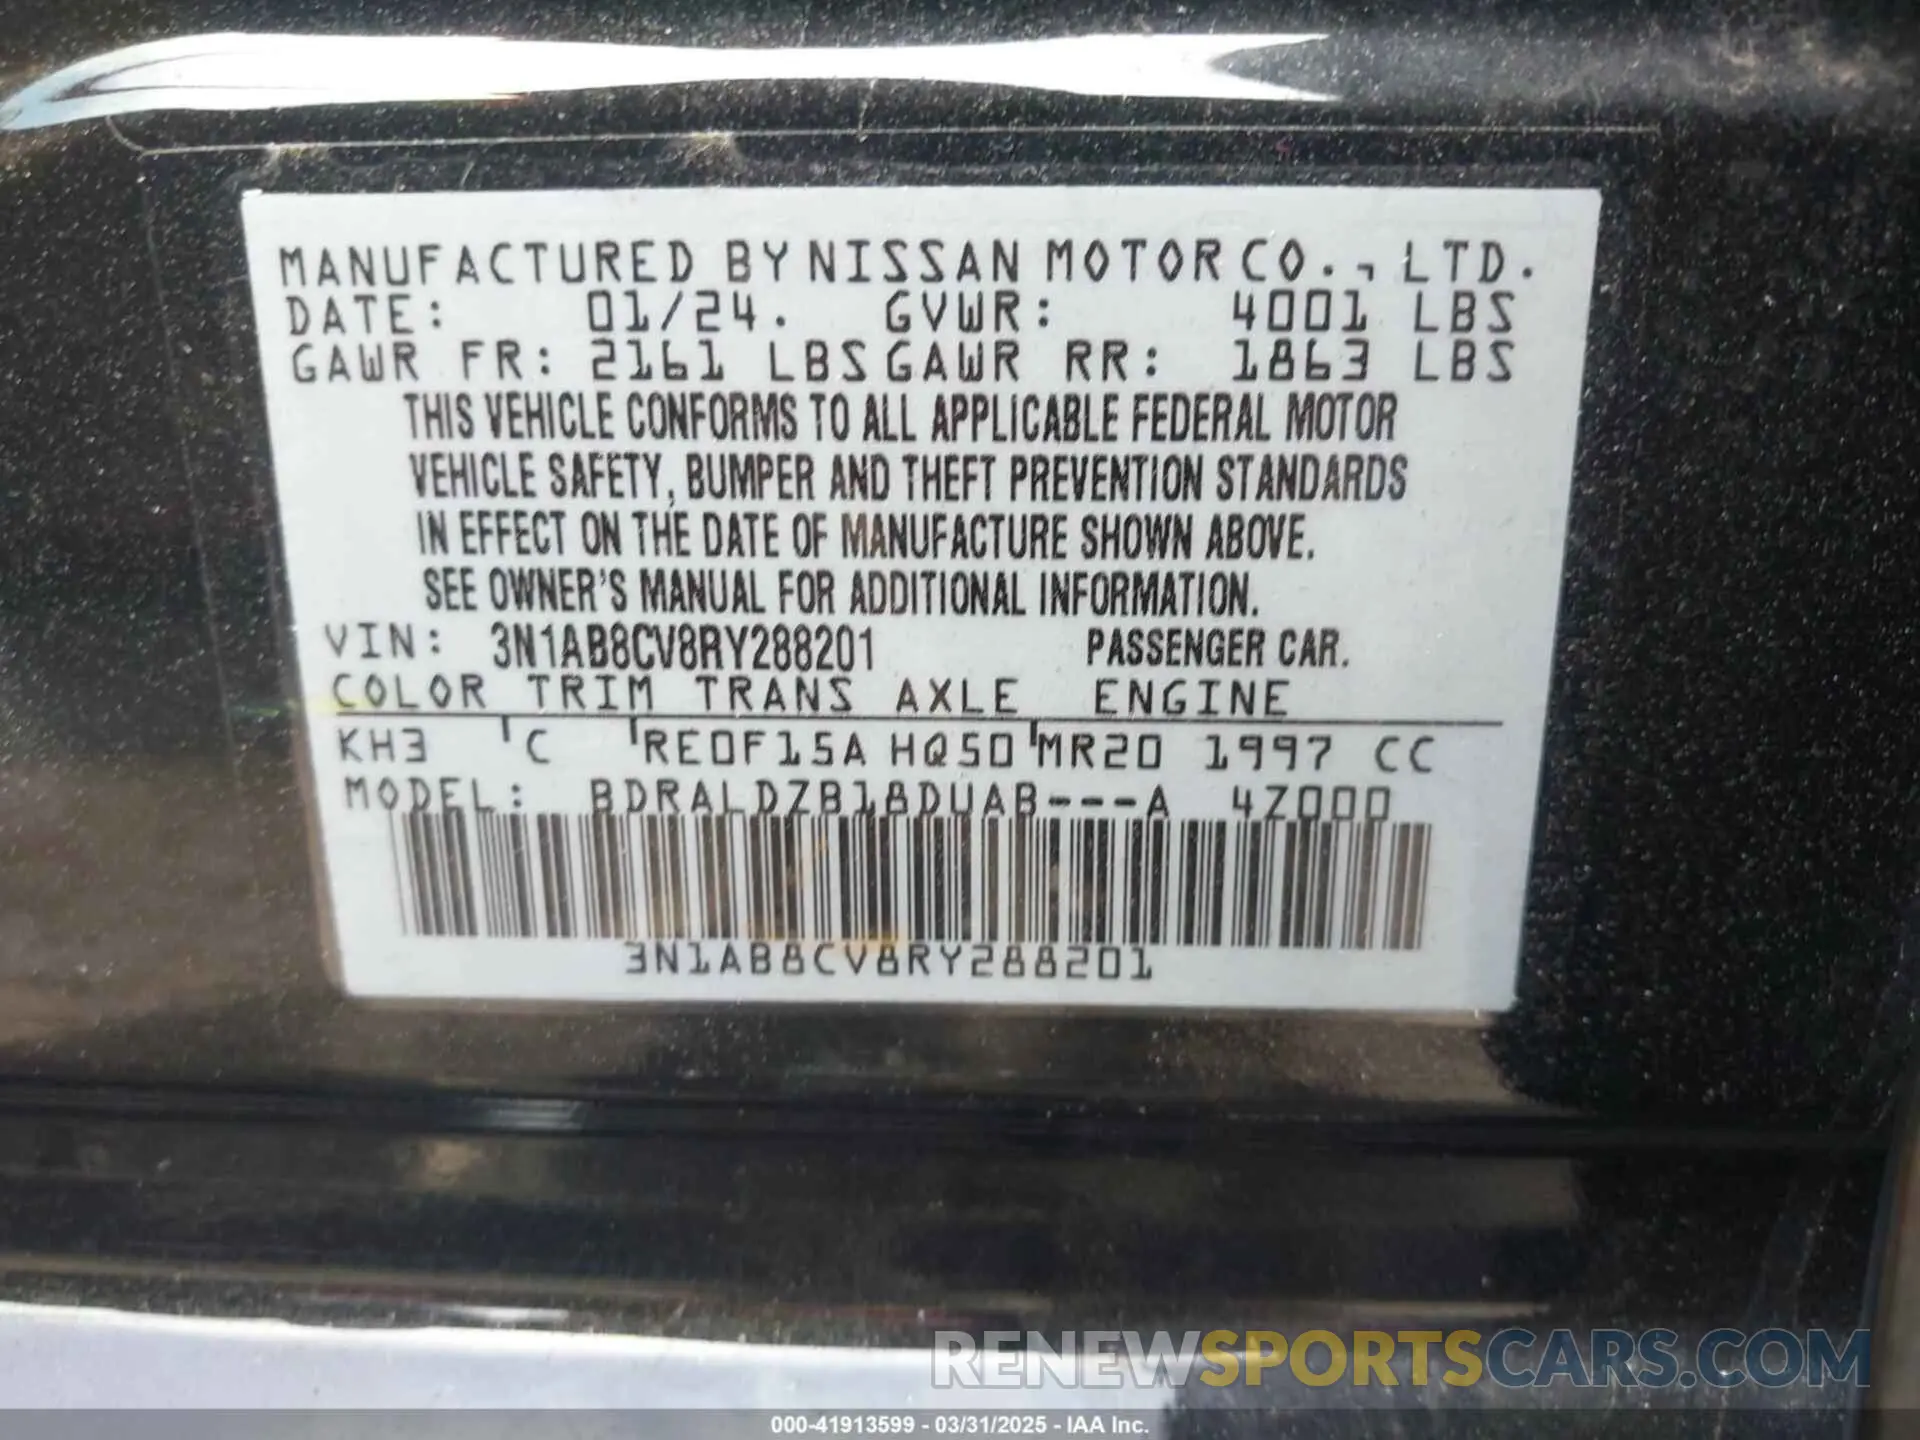 MANUFACTURED BY NISSAN MOTOR CO., LTD.
DATE: 01/24. GVWR: 4001 LBS
GAWR FR: 2161 LBS GAWR RR: 1863 LBS
THIS VEHICLE CONFORMS TO ALL APPLICABLE FEDERAL MOTOR
VEHICLE SAFETY, BUMPER AND THEFT PREVENTION STANDARDS
IN EFFECT ON THE DATE OF MANUFACTURE SHOWN ABOVE.
SEE OWNER'S MANUAL FOR ADDITIONAL INFORMATION.
VIN: 3N1AB8CV8RY288201 PASSENGER CAR.
COLOR TRIM TRANS AXLE ENGINE
KH3 C RE0F15A HQ50 MR20 1997 CC
MODEL: BDRALDZB18DUAB---A 4Z000
3N1AB8CV8RY288201
RENEWSPORTSCARS.COM
000-41913599 - 03/31/2025 - IAA Inc.